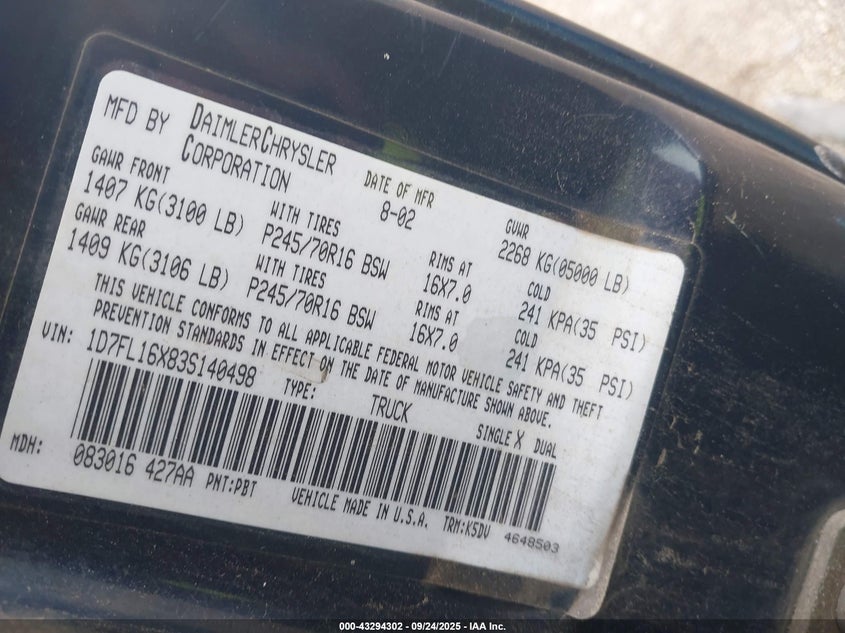 MFD BY DAIMLERCHRYSLER CORPORATION
DATE OF MFR 8-02
GVWR 2268 KG(05000 LB)
GAWR FRONT WITH TIRES RIMS AT COLD
1407 KG(3100 LB) P245/70R16 BSW 16X7.0 241 KPA(35 PSI)
GAWR REAR WITH TIRES RIMS AT COLD
1409 KG(3106 LB) P245/70R16 BSW 16X7.0 241 KPA(35 PSI)
THIS VEHICLE CONFORMS TO ALL APPLICABLE FEDERAL MOTOR VEHICLE SAFETY AND THEFT
PREVENTION STANDARDS IN EFFECT ON THE DATE OF MANUFACTURE SHOWN ABOVE.
VIN: 1D7FL16X83S140498 TYPE: TRUCK SINGLE X DUAL
MDH: 083016 427AA PNT:PBT VEHICLE MADE IN U.S.A. TRM:K5DV 4648503
000-43294302 - 09/24/2025 - IAA Inc.